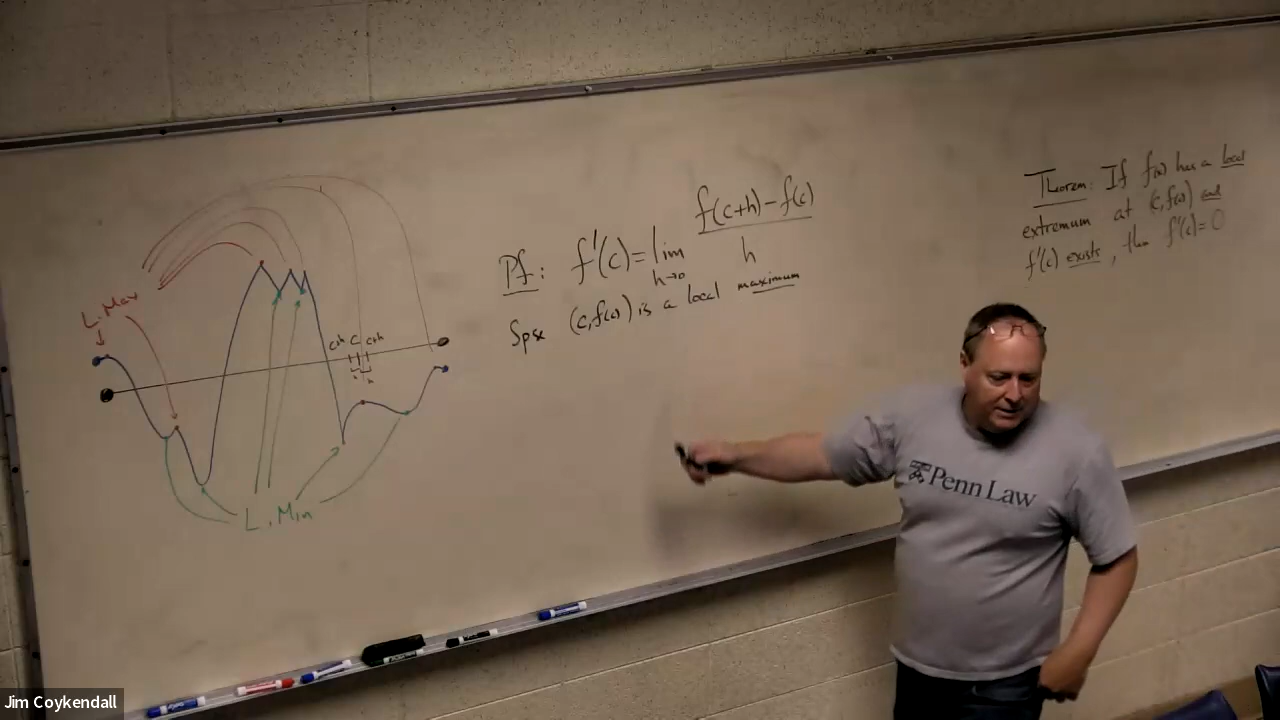 L. Max
c+h c c+h
h h
L. Min
Pf: f'(c) = lim h→0 f(c+h) - f(c) / h
Spse (c, f(c)) is a local maximum
Theorem: If f(x) has a local
extremum at (c, f(c)) and
f'(c) exists, then f'(c) = 0
Penn Law
Jim Coykendall